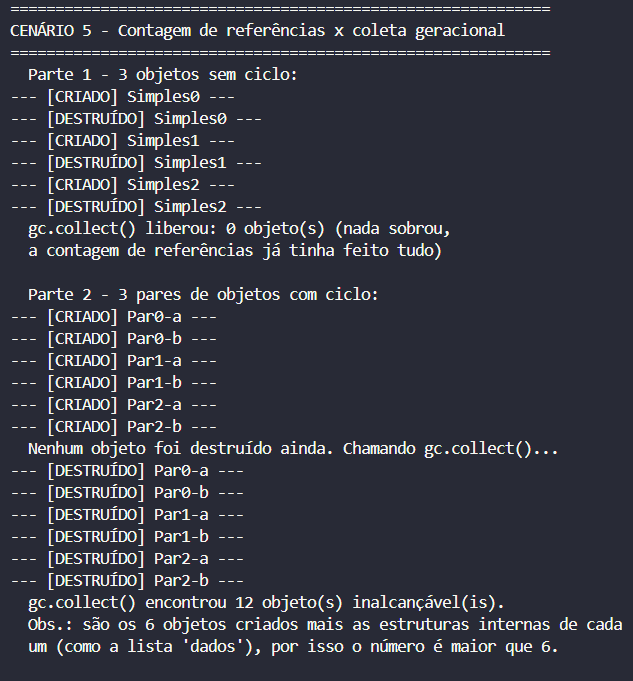 ============================================================
CENÁRIO 5 - Contagem de referências x coleta geracional
============================================================
  Parte 1 - 3 objetos sem ciclo:
--- [CRIADO] Simples0 ---
--- [DESTRUÍDO] Simples0 ---
--- [CRIADO] Simples1 ---
--- [DESTRUÍDO] Simples1 ---
--- [CRIADO] Simples2 ---
--- [DESTRUÍDO] Simples2 ---
  gc.collect() liberou: 0 objeto(s) (nada sobrou,
  a contagem de referências já tinha feito tudo)

  Parte 2 - 3 pares de objetos com ciclo:
--- [CRIADO] Par0-a ---
--- [CRIADO] Par0-b ---
--- [CRIADO] Par1-a ---
--- [CRIADO] Par1-b ---
--- [CRIADO] Par2-a ---
--- [CRIADO] Par2-b ---
  Nenhum objeto foi destruído ainda. Chamando gc.collect()...
--- [DESTRUÍDO] Par0-a ---
--- [DESTRUÍDO] Par0-b ---
--- [DESTRUÍDO] Par1-a ---
--- [DESTRUÍDO] Par1-b ---
--- [DESTRUÍDO] Par2-a ---
--- [DESTRUÍDO] Par2-b ---
  gc.collect() encontrou 12 objeto(s) inalcançável(is).
  Obs.: são os 6 objetos criados mais as estruturas internas de cada
  um (como a lista 'dados'), por isso o número é maior que 6.